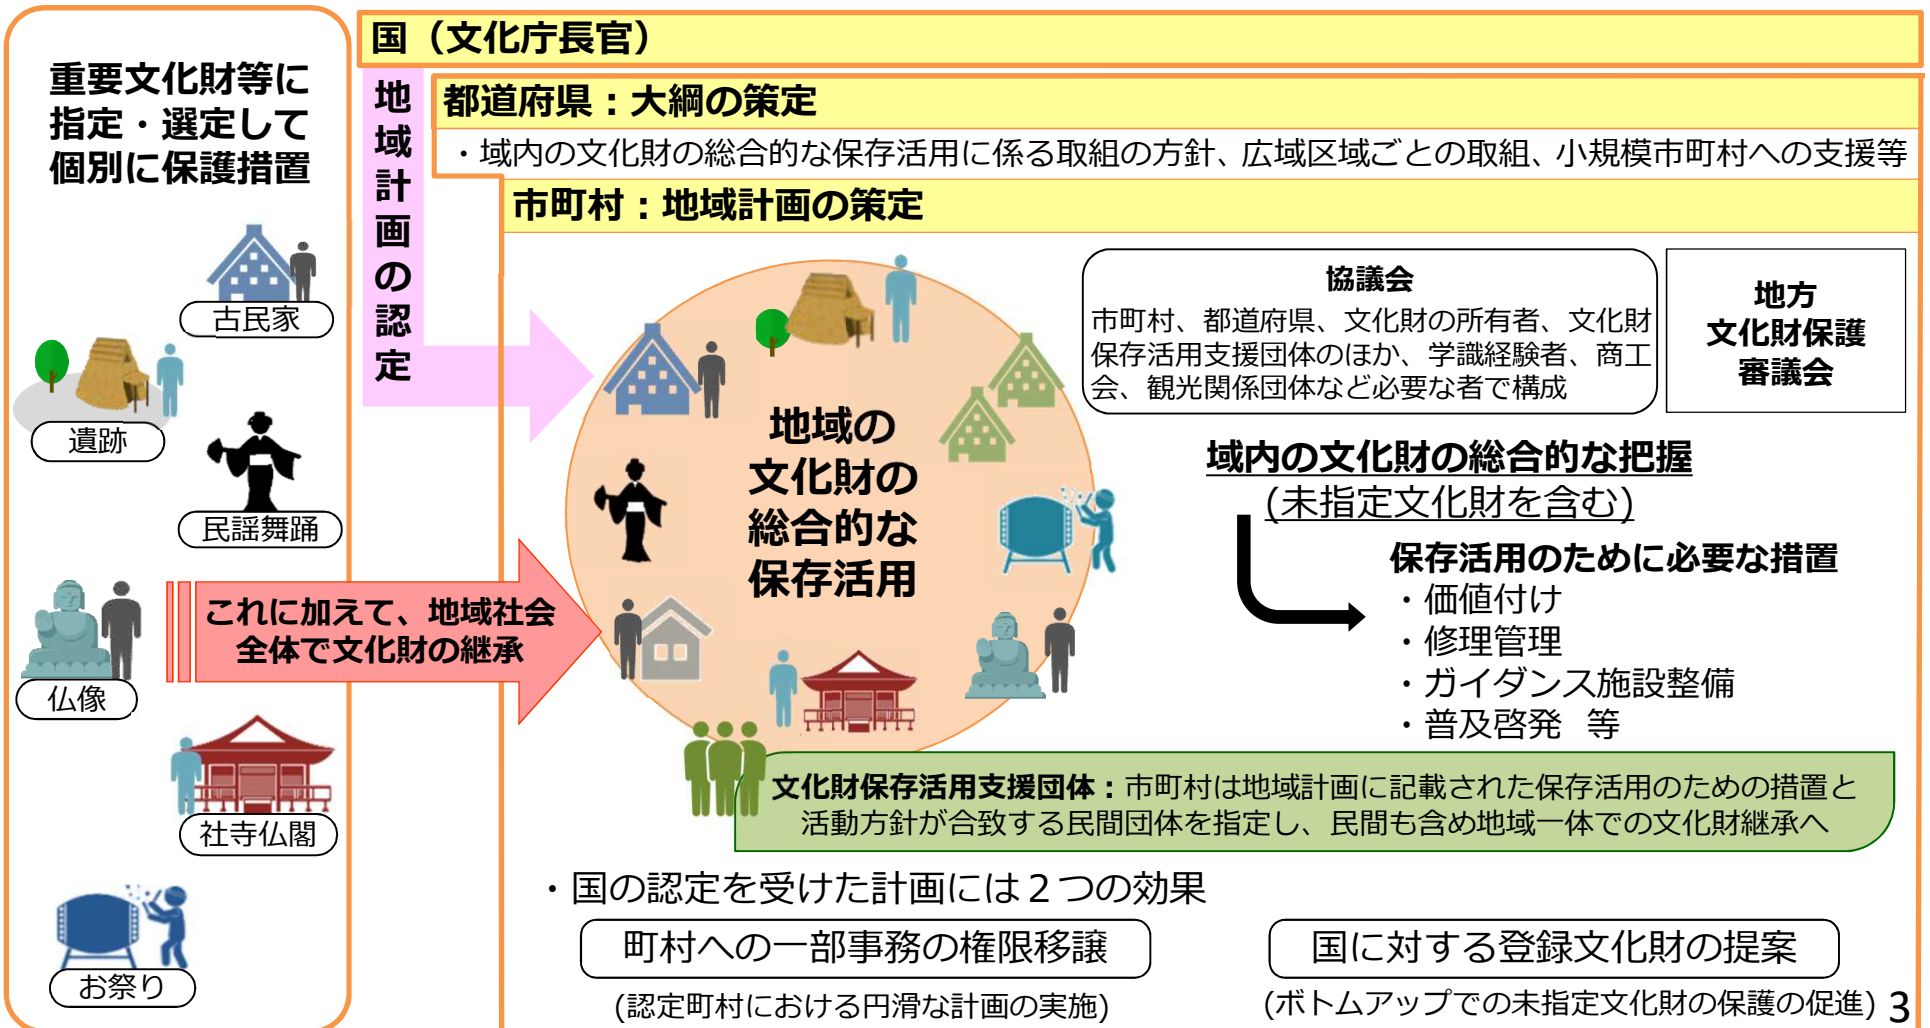 重要文化財等に
指定・選定して
個別に保護措置
古民家
遺跡
民謡舞踊
仏像
社寺仏閣
お祭り
これに加えて、地域社会
全体で文化財の継承
国（文化庁長官）
地域計画の認定
都道府県：大綱の策定
・域内の文化財の総合的な保存活用に係る取組の方針、広域区域ごとの取組、小規模市町村への支援等
市町村：地域計画の策定
地域の
文化財の
総合的な
保存活用
協議会
市町村、都道府県、文化財の所有者、文化財
保存活用支援団体のほか、学識経験者、商工
会、観光関係団体など必要な者で構成
地方
文化財保護
審議会
域内の文化財の総合的な把握
(未指定文化財を含む)
保存活用のために必要な措置
・価値付け
・修理管理
・ガイダンス施設整備
・普及啓発 等
文化財保存活用支援団体：市町村は地域計画に記載された保存活用のための措置と
活動方針が合致する民間団体を指定し、民間も含め地域一体での文化財継承へ
・国の認定を受けた計画には２つの効果
町村への一部事務の権限移譲
(認定町村における円滑な計画の実施)
国に対する登録文化財の提案
(ボトムアップでの未指定文化財の保護の促進)
3